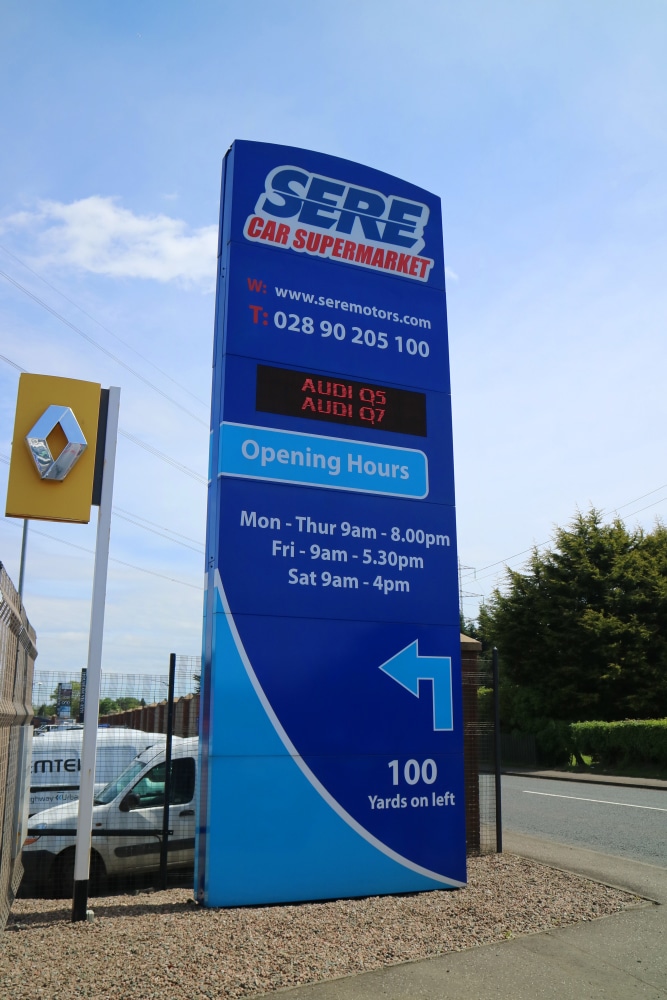 SERE
CAR SUPERMARKET
W: www.seremotors.com
T: 028 90 205 100
AUDI Q5
AUDI Q7
Opening Hours
Mon - Thur 9am - 8.00pm
Fri - 9am - 5.30pm
Sat 9am - 4pm
100
Yards on left